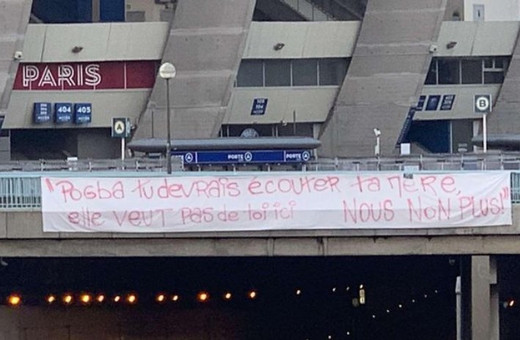 PARIS
404 405
A
B
PORTE A
"POGBA tu devrais écouter ta mère,
elle veut pas de toi ici NOUS NON PLUS!"